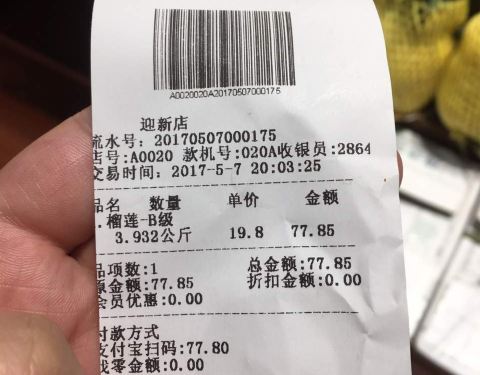 A0020020A20170507000175
迎新店
流水号：20170507000175
店号:A0020 款机号:020A收银员:2864
交易时间：2017-5-7 20:03:25
品名 数量 单价 金额
.榴莲-B级
3.932公斤 19.8 77.85
品项数:1 总金额:77.85
原金额:77.85 折扣金额:0.00
会员优惠:0.00
付款方式
支付宝扫码:77.80
找零金额:0.00